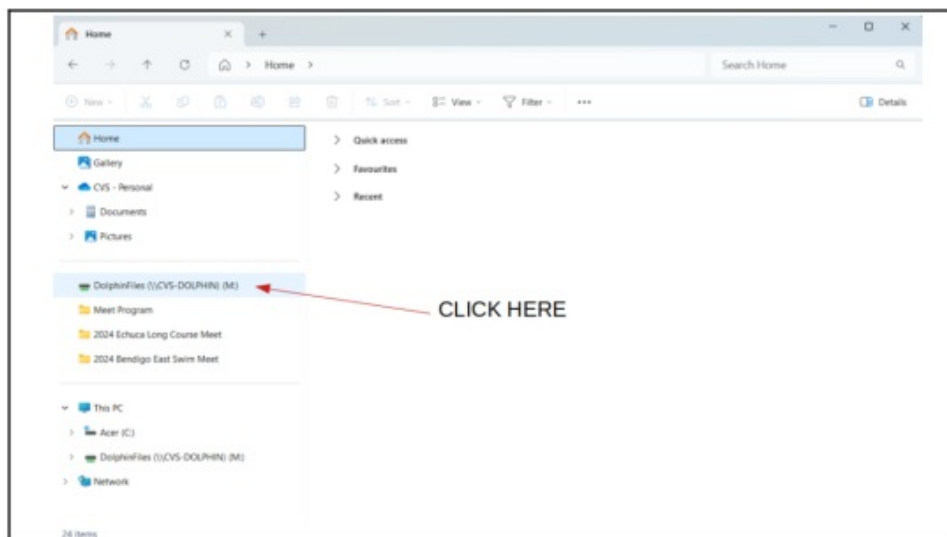 Home
Home
Search Home
New
Sort
View
Filter
Details
Home
Gallery
CVS - Personal
Documents
Pictures
Quick access
Favourites
Recent
DolphinFiles (\\CVS-DOLPHIN) (M:)
Meet Program
2024 Echuca Long Course Meet
2024 Bendigo East Swim Meet
CLICK HERE
This PC
Acer (C:)
DolphinFiles (\\CVS-DOLPHIN) (M:)
Network
24 items